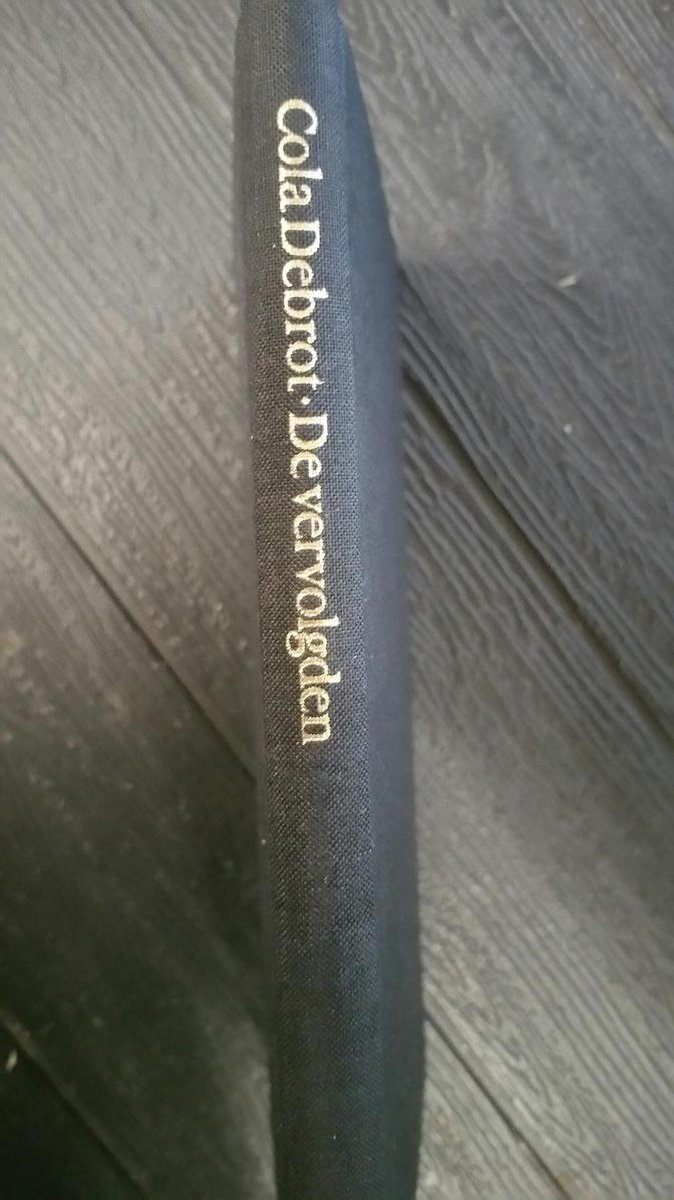 Cola Debrot · De vervolgden